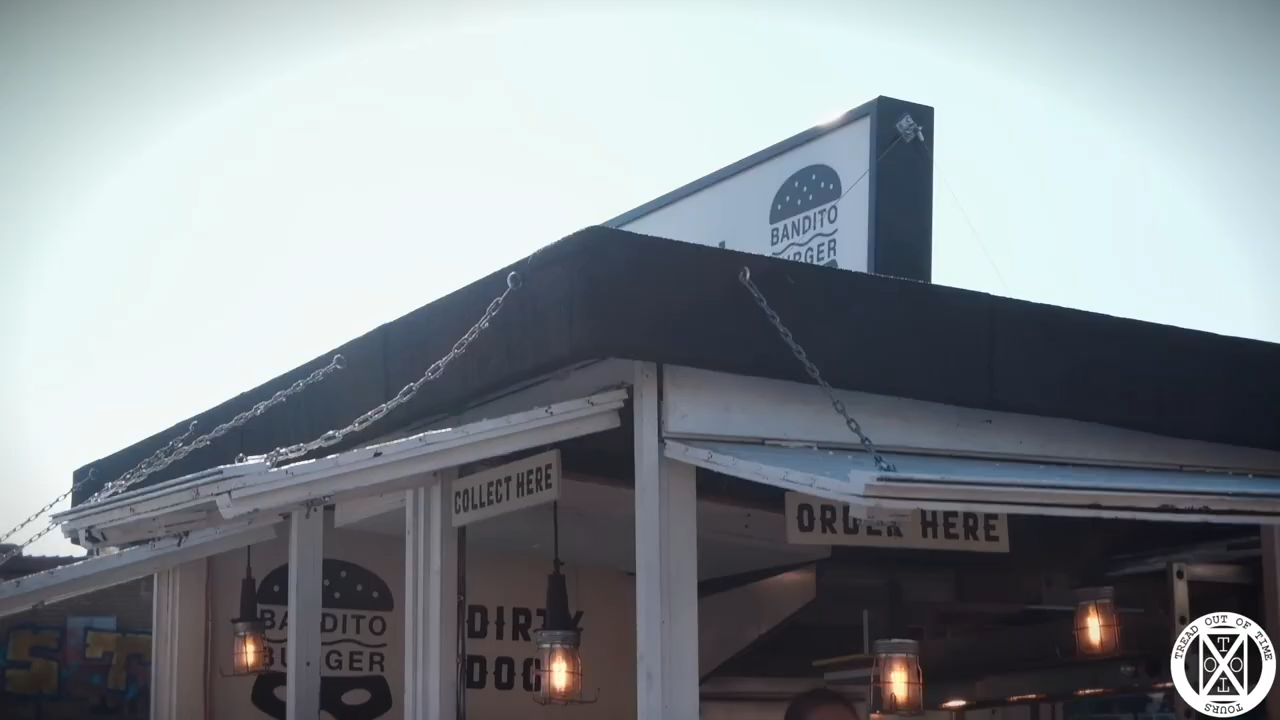 BANDITO
BURGER
COLLECT HERE
ORDER HERE
BANDITO
BURGER
DIRTY
DOG
TREAD OUT OF TIME
TOURS